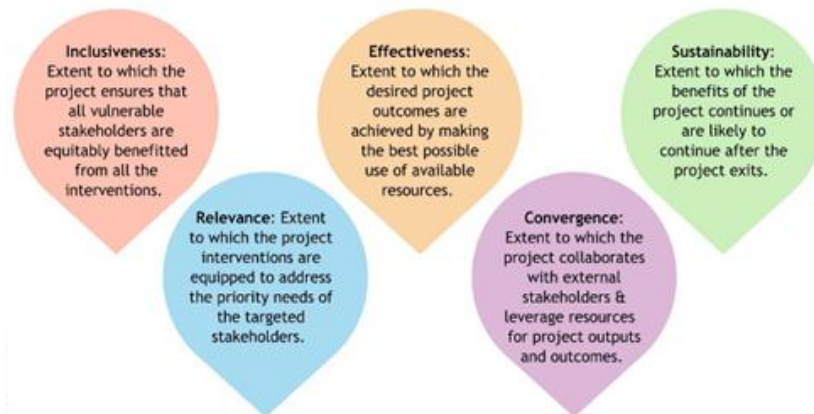 Inclusiveness:
Extent to which the
project ensures that
all vulnerable
stakeholders are
equitably benefitted
from all the
interventions.
Relevance: Extent
to which the project
interventions are
equipped to address
the priority needs of
the targeted
stakeholders.
Effectiveness:
Extent to which the
desired project
outcomes are
achieved by making
the best possible
use of available
resources.
Convergence:
Extent to which the
project collaborates
with external
stakeholders &
leverage resources
for project outputs
and outcomes.
Sustainability:
Extent to which the
benefits of the
project continues or
are likely to
continue after the
project exits.